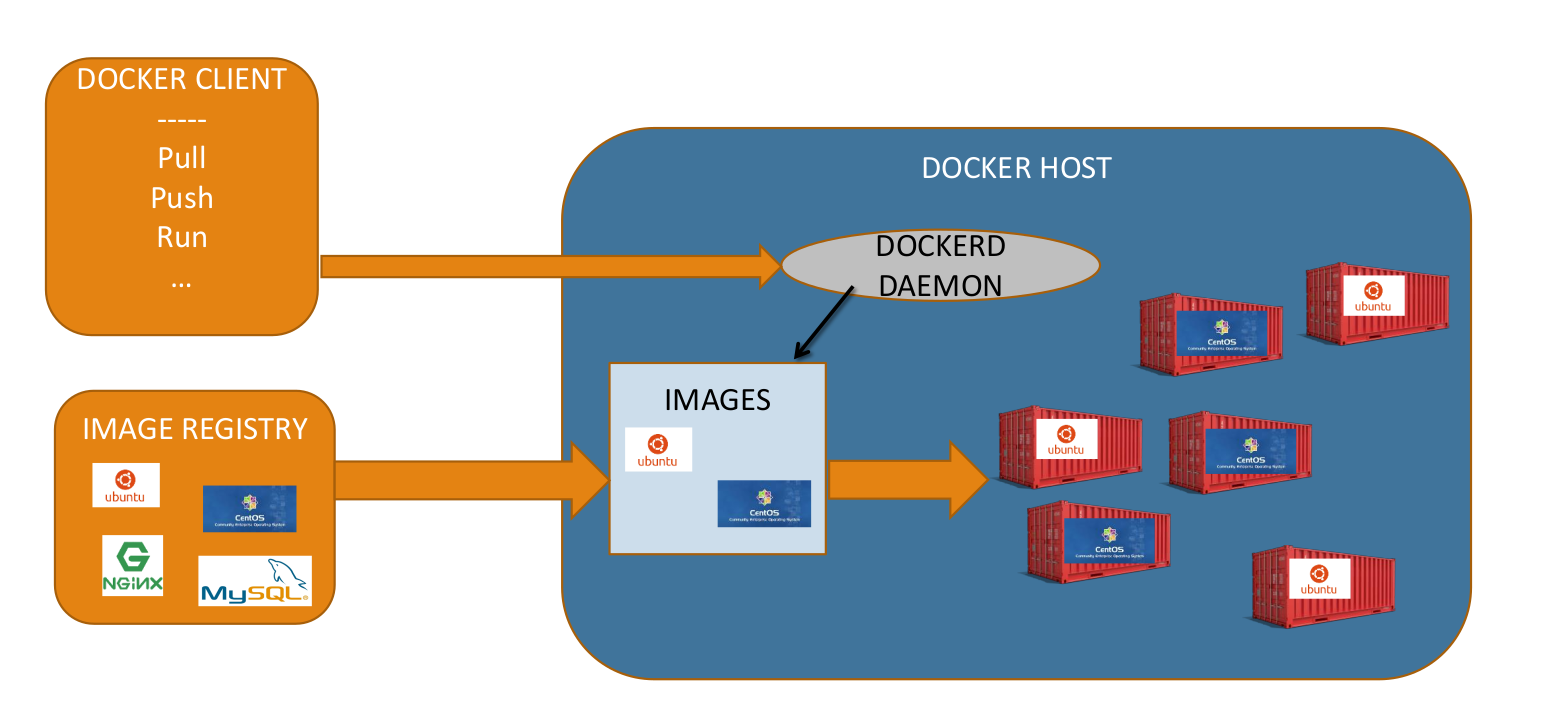 DOCKER CLIENT
-----
Pull
Push
Run
...
DOCKER HOST
DOCKERD
DAEMON
ubuntu
CentOS
Community Enterprise Operating System
IMAGE REGISTRY
ubuntu
CentOS
Community Enterprise Operating System
NGINX
MySQL®
IMAGES
ubuntu
CentOS
Community Enterprise Operating System
ubuntu
CentOS
Community Enterprise Operating System
CentOS
Community Enterprise Operating System
ubuntu